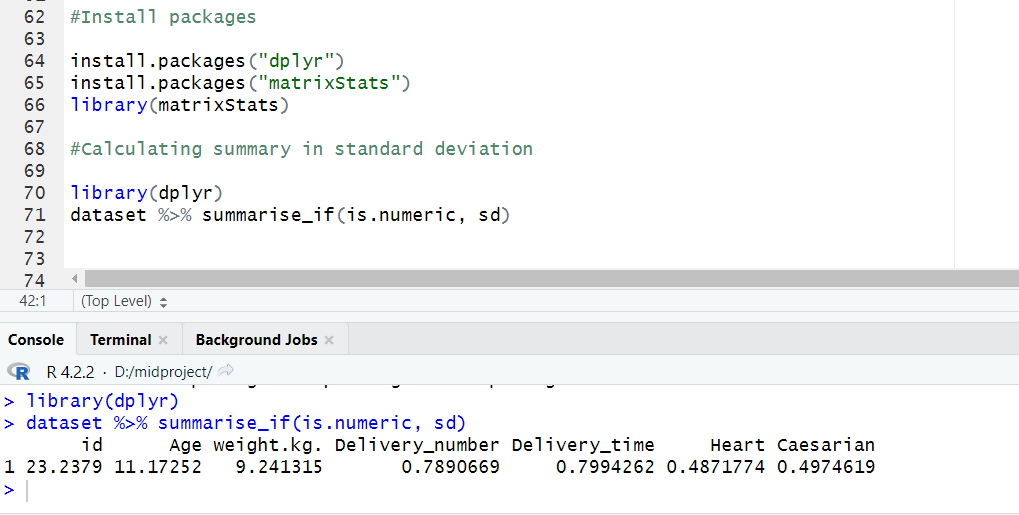 62 #Install packages
63
64 install.packages("dplyr")
65 install.packages("matrixStats")
66 library(matrixStats)
67
68 #Calculating summary in standard deviation
69
70 library(dplyr)
71 dataset %>% summarise_if(is.numeric, sd)
72
73
74
42:1 (Top Level)
Console Terminal Background Jobs
R R 4.2.2 · D:/midproject/
> library(dplyr)
> dataset %>% summarise_if(is.numeric, sd)
id Age weight.kg. Delivery_number Delivery_time Heart Caesarian
1 23.2379 11.17252 9.241315 0.7890669 0.7994262 0.4871774 0.4974619
>